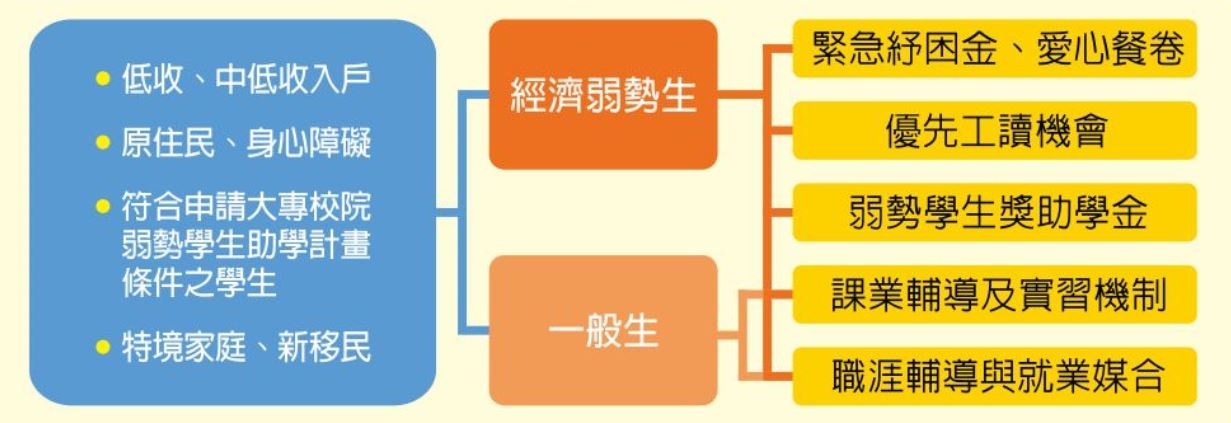 • 低收、中低收入戶
• 原住民、身心障礙
• 符合申請大專校院
弱勢學生助學計畫
條件之學生
• 特境家庭、新移民
經濟弱勢生
一般生
緊急紓困金、愛心餐卷
優先工讀機會
弱勢學生獎助學金
課業輔導及實習機制
職涯輔導與就業媒合